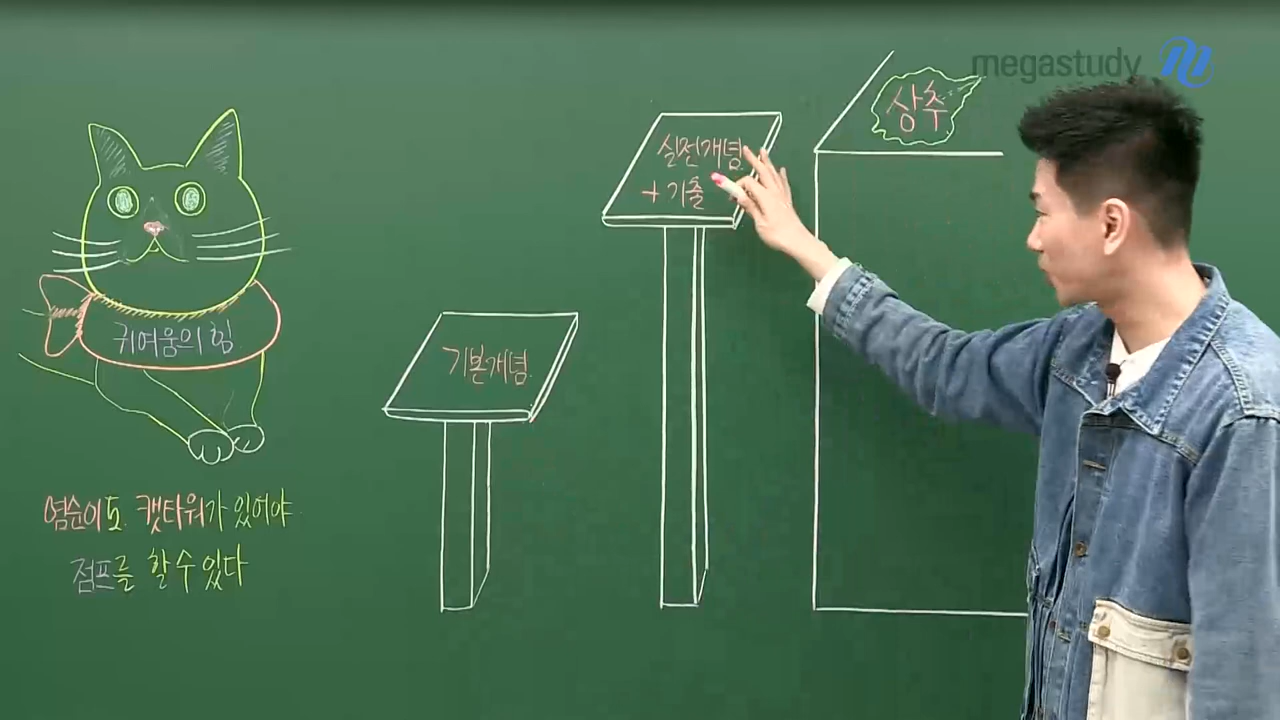 megastudy
상추
실전개념
+ 기출
귀여움의 힘
기본개념
염순이도 캣타워가 있어야
점프를 할 수 있다